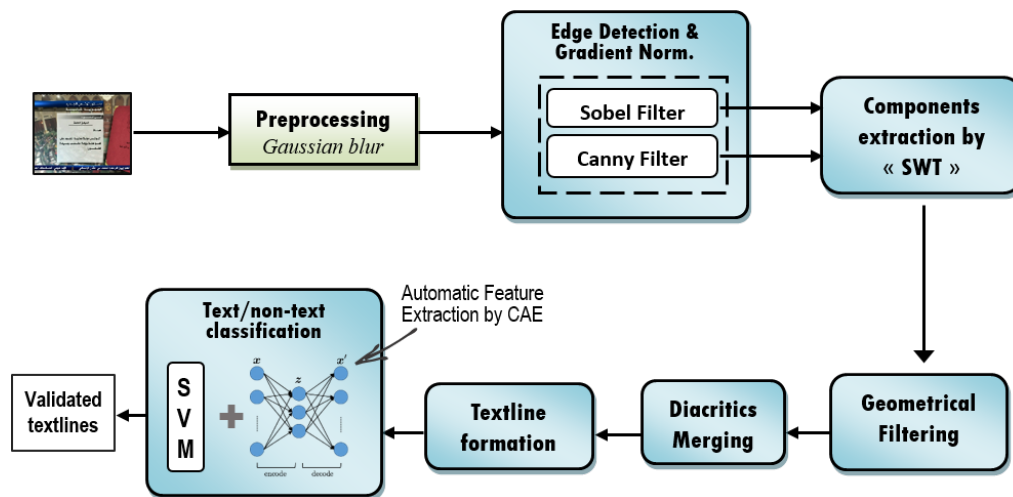 Edge Detection &
Gradient Norm.
Preprocessing
Gaussian blur
Sobel Filter
Canny Filter
Components
extraction by
« SWT »
Automatic Feature
Extraction by CAE
Text/non-text
classification
x
x'
z
S
V
M
encode
decode
Validated
textlines
Textline
formation
Diacritics
Merging
Geometrical
Filtering